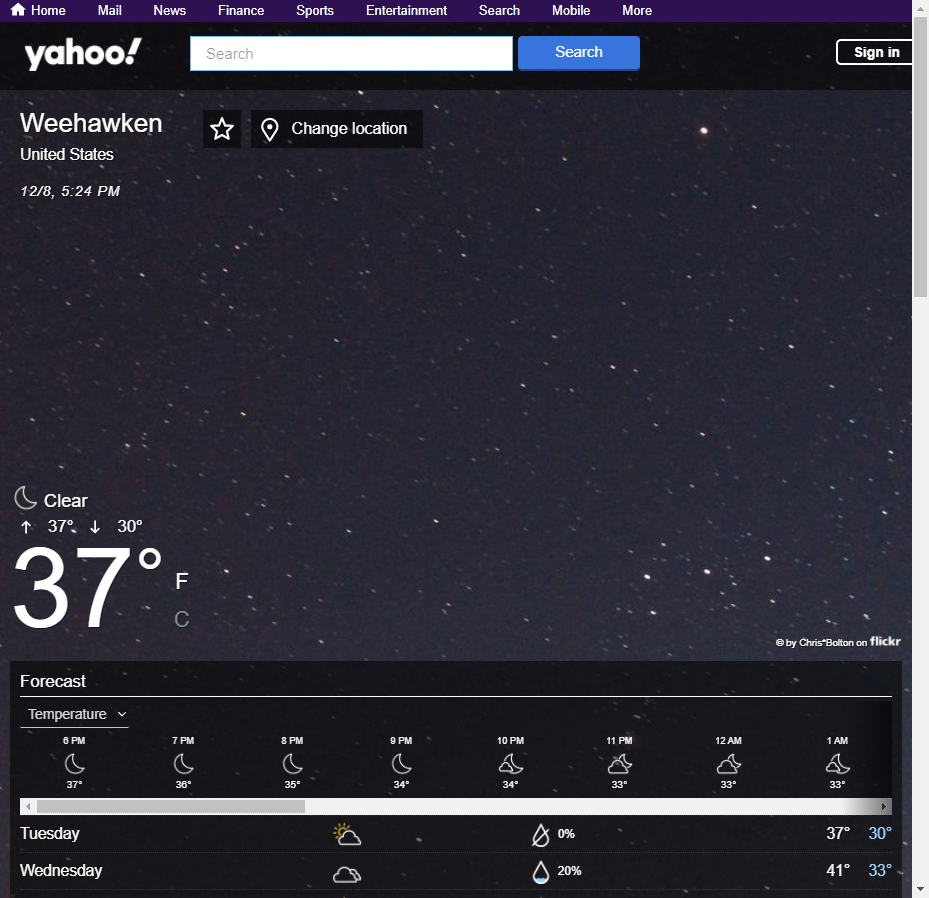 Home Mail News Finance Sports Entertainment Search Mobile More
yahoo! Search Search Sign in
Weehawken
Change location
United States
12/8, 5:24 PM
Clear
↑ 37° ↓ 30°
37° F
C
© by Chris*Bolton on flickr
Forecast
Temperature
6 PM 7 PM 8 PM 9 PM 10 PM 11 PM 12 AM 1 AM
37° 36° 35° 34° 34° 33° 33° 33°
Tuesday 0% 37° 30°
Wednesday 20% 41° 33°